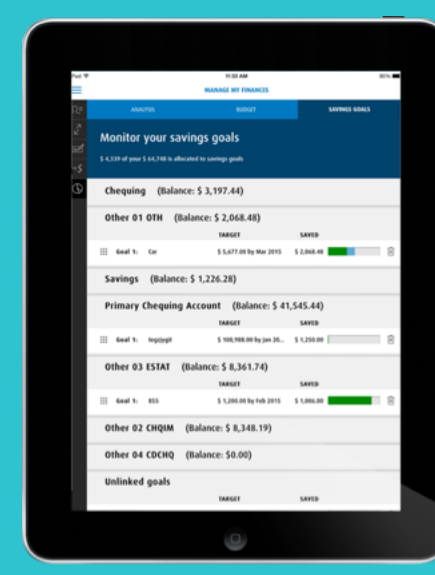 11:03 AM
MANAGE MY FINANCES
ANALYSIS BUDGET SAVINGS GOALS
Monitor your savings goals
$ 4,339 of your $ 64,748 is allocated to savings goals
Chequing (Balance: $ 3,197.44)
Other 01 OTH (Balance: $ 2,068.48)
TARGET SAVED
Goal 1: Car $ 5,677.00 by Mar 2015 $ 2,068.48
Savings (Balance: $ 1,226.28)
Primary Chequing Account (Balance: $ 41,545.44)
TARGET SAVED
Goal 1: $ 100,988.00 by Jan 20... $ 1,250.00
Other 03 ESTAT (Balance: $ 8,361.74)
TARGET SAVED
Goal 1: 855 $ 1,200.00 by Feb 2015 $ 1,006.00
Other 02 CHQIM (Balance: $ 8,348.19)
Other 04 CDCHQ (Balance: $0.00)
Unlinked goals
TARGET SAVED